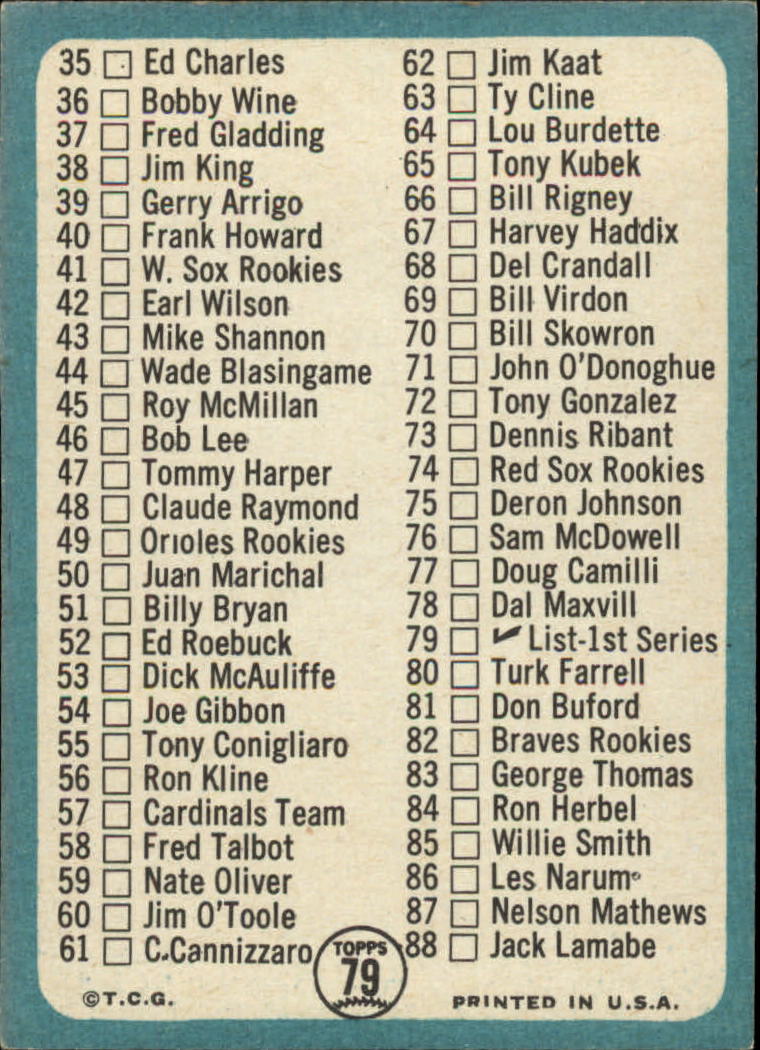 35 Ed Charles
36 Bobby Wine
37 Fred Gladding
38 Jim King
39 Gerry Arrigo
40 Frank Howard
41 W. Sox Rookies
42 Earl Wilson
43 Mike Shannon
44 Wade Blasingame
45 Roy McMillan
46 Bob Lee
47 Tommy Harper
48 Claude Raymond
49 Orioles Rookies
50 Juan Marichal
51 Billy Bryan
52 Ed Roebuck
53 Dick McAuliffe
54 Joe Gibbon
55 Tony Conigliaro
56 Ron Kline
57 Cardinals Team
58 Fred Talbot
59 Nate Oliver
60 Jim O'Toole
61 C.Cannizzaro
62 Jim Kaat
63 Ty Cline
64 Lou Burdette
65 Tony Kubek
66 Bill Rigney
67 Harvey Haddix
68 Del Crandall
69 Bill Virdon
70 Bill Skowron
71 John O'Donoghue
72 Tony Gonzalez
73 Dennis Ribant
74 Red Sox Rookies
75 Deron Johnson
76 Sam McDowell
77 Doug Camilli
78 Dal Maxvill
79 ✔ List-1st Series
80 Turk Farrell
81 Don Buford
82 Braves Rookies
83 George Thomas
84 Ron Herbel
85 Willie Smith
86 Les Narum
87 Nelson Mathews
88 Jack Lamabe
TOPPS
79
©T.C.G.
PRINTED IN U.S.A.